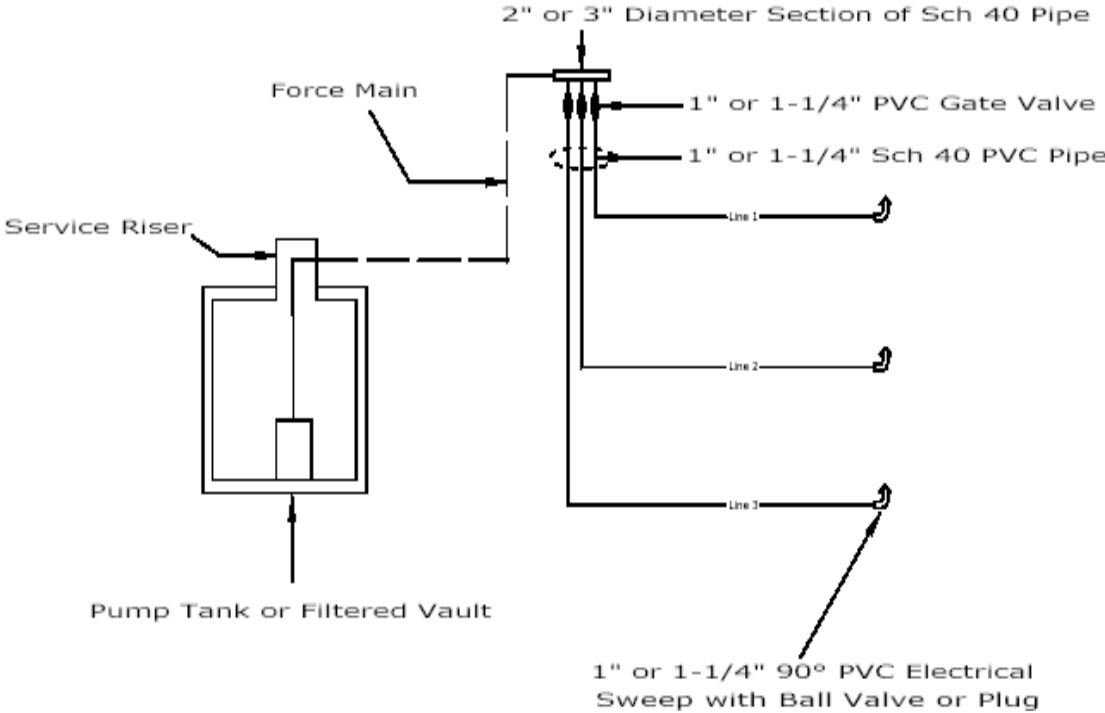 2" or 3" Diameter Section of Sch 40 Pipe
Force Main
1" or 1-1/4" PVC Gate Valve
1" or 1-1/4" Sch 40 PVC Pipe
Service Riser
Line 1
Line 2
Line 3
Pump Tank or Filtered Vault
1" or 1-1/4" 90° PVC Electrical
Sweep with Ball Valve or Plug